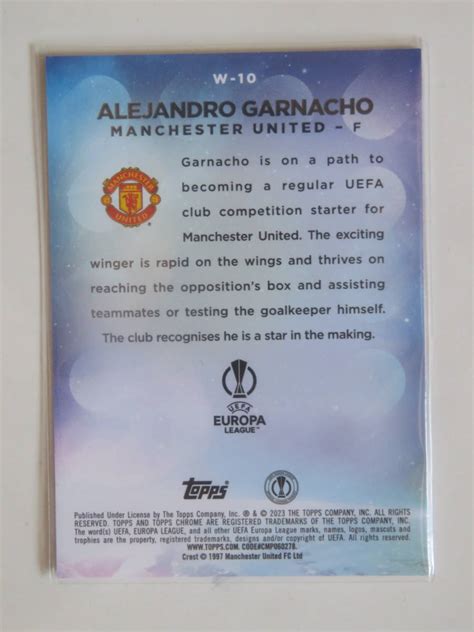 W-10
ALEJANDRO GARNACHO
MANCHESTER UNITED – F
Garnacho is on a path to
becoming a regular UEFA
club competition starter for
Manchester United. The exciting
winger is rapid on the wings and thrives on
reaching the opposition's box and assisting
teammates or testing the goalkeeper himself.
The club recognises he is a star in the making.
MANCHESTER
UNITED
UEFA
EUROPA
LEAGUE™
Topps
Published Under License by The Topps Company, Inc. ® & © 2023 THE TOPPS COMPANY, INC. ALL RIGHTS
RESERVED. TOPPS AND TOPPS CHROME ARE REGISTERED TRADEMARKS OF THE TOPPS COMPANY, INC.
The word(s) UEFA, EUROPA LEAGUE, and all other UEFA Europa League marks, names, logos, mascots and
trophies are the property, registered trademarks, designs and/or copyright of UEFA. All rights reserved.
WWW.TOPPS.COM. CODE#CMP060278.
Crest © 1997 Manchester United FC Ltd